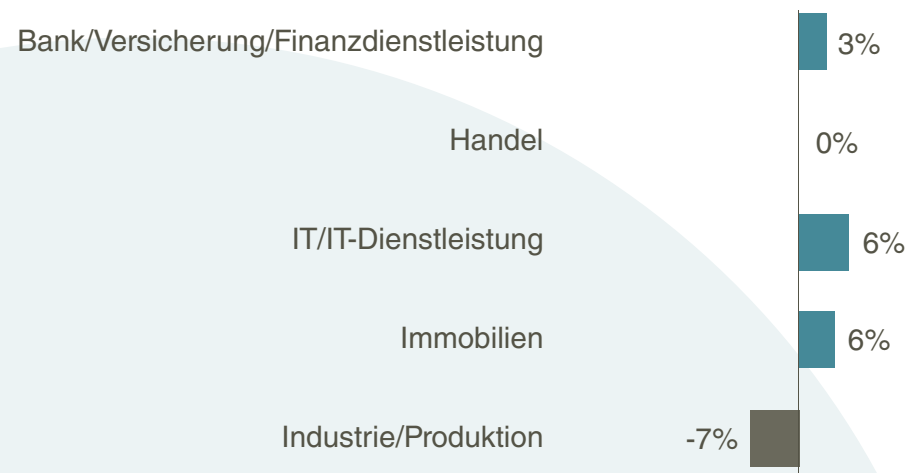 Bank/Versicherung/Finanzdienstleistung 3%
Handel 0%
IT/IT-Dienstleistung 6%
Immobilien 6%
Industrie/Produktion -7%